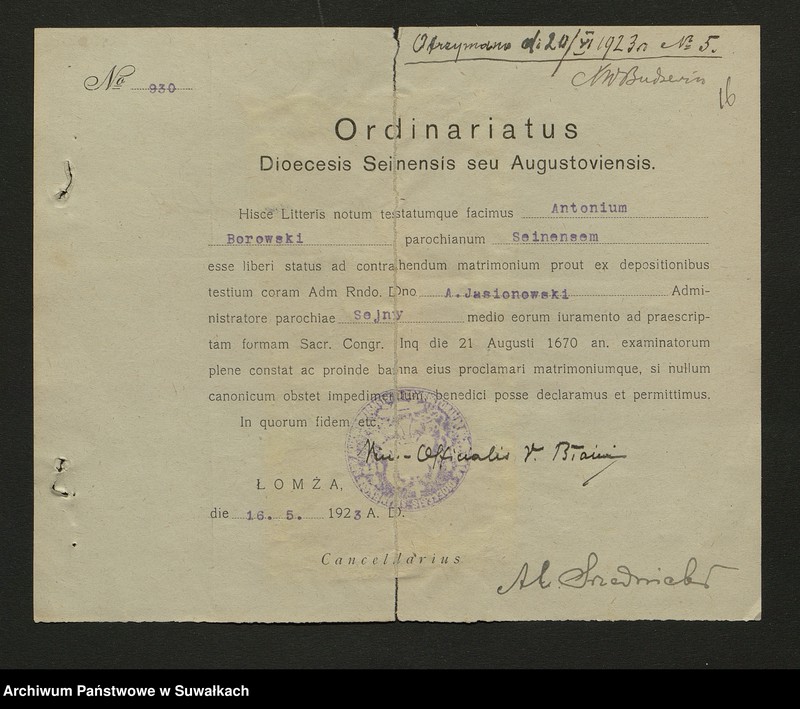 Otrzymano d: 20/VI 1923 r № 5.
№ 930
16
Ordinariatus
Dioecesis Seinensis seu Augustoviensis.
Hisce Litteris notum testatumque facimus Antonium
Borowski parochianum Seinensem
esse liberi status ad contrahendum matrimonium prout ex depositionibus
testium coram Adm Rndo. Dno A.Jasionowski Admi-
nistratore parochiae Sejny medio eorum iuramento ad praescrip-
tam formam Sacr. Congr. Inq die 21 Augusti 1670 an. examinatorum
plene constat ac proinde banna eius proclamari matrimoniumque, si nullum
canonicum obstet impedimentum, benedici posse declaramus et permittimus.
In quorum fidem etc.
Officialis
ŁOMŻA,
die 16. 5. 1923 A. D.
Cancellarius
Archiwum Państwowe w Suwałkach